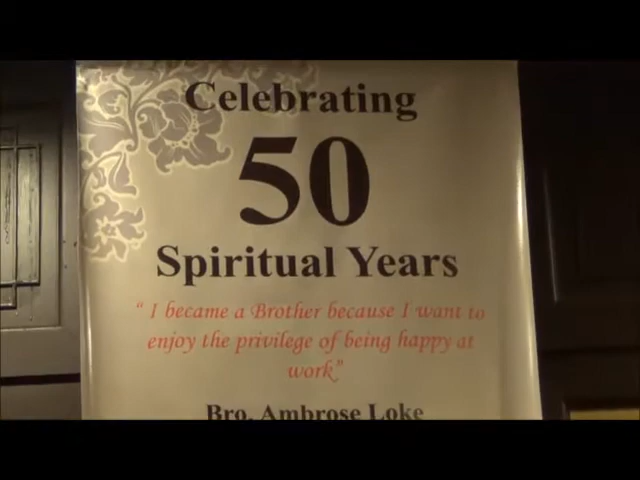 Celebrating
50
Spiritual Years
“ I became a Brother because I want to
enjoy the privilege of being happy at
work”
Bro. Ambrose Loke